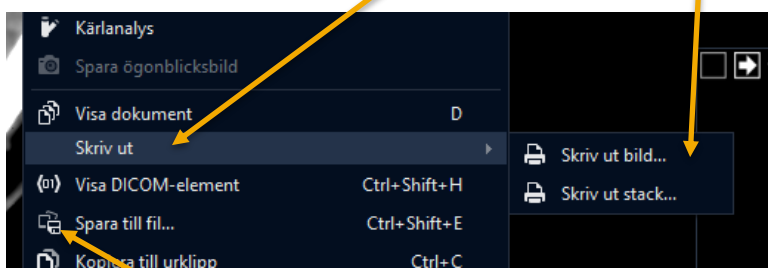 Kärlanalys
Spara ögonblicksbild
Visa dokument D
Skriv ut
Skriv ut bild...
Visa DICOM-element Ctrl+Shift+H
Skriv ut stack...
Spara till fil... Ctrl+Shift+E
Kopiera till urklipp Ctrl+C